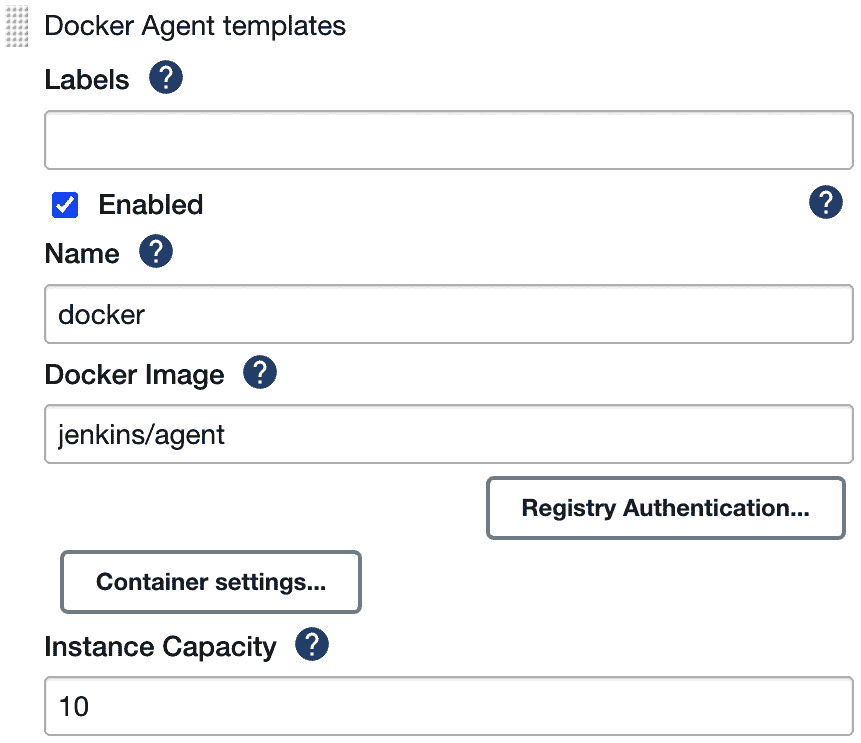 Docker Agent templates
Labels ?
Enabled ?
Name ?
docker
Docker Image ?
jenkins/agent
Registry Authentication...
Container settings...
Instance Capacity ?
10